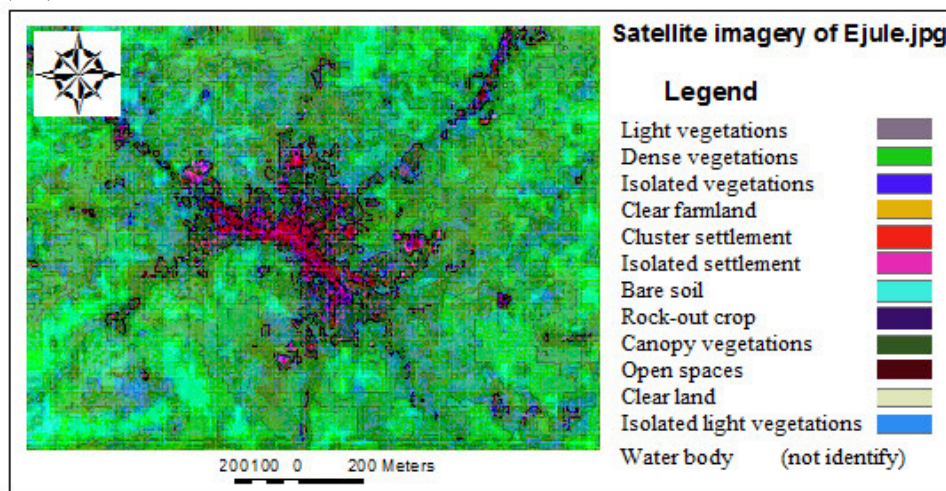 Satellite imagery of Ejule.jpg
Legend
Light vegetations
Dense vegetations
Isolated vegetations
Clear farmland
Cluster settlement
Isolated settlement
Bare soil
Rock-out crop
Canopy vegetations
Open spaces
Clear land
Isolated light vegetations
Water body (not identify)
200100 0 200 Meters